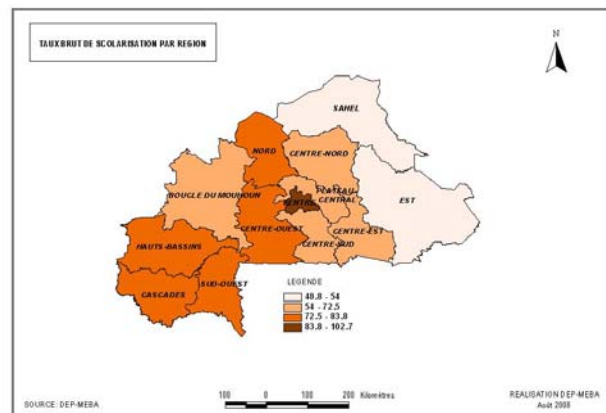 TAUX BRUT DE SCOLARISATION PAR REGION
N
SAHEL
NORD
CENTRE-NORD
BOUCLE DU MOUHOUN
PLATEAU
CENTRAL
CENTRE
EST
CENTRE-OUEST
CENTRE-EST
CENTRE-SUD
HAUTS-BASSINS
SUD-OUEST
CASCADES
LEGENDE
48.8 - 54
54 - 72.5
72.5 - 83.8
83.8 - 102.7
100 0 100 200 Kilomètres
SOURCE: DEP-MEBA
REALISATION DEP-MEBA
Août 2008